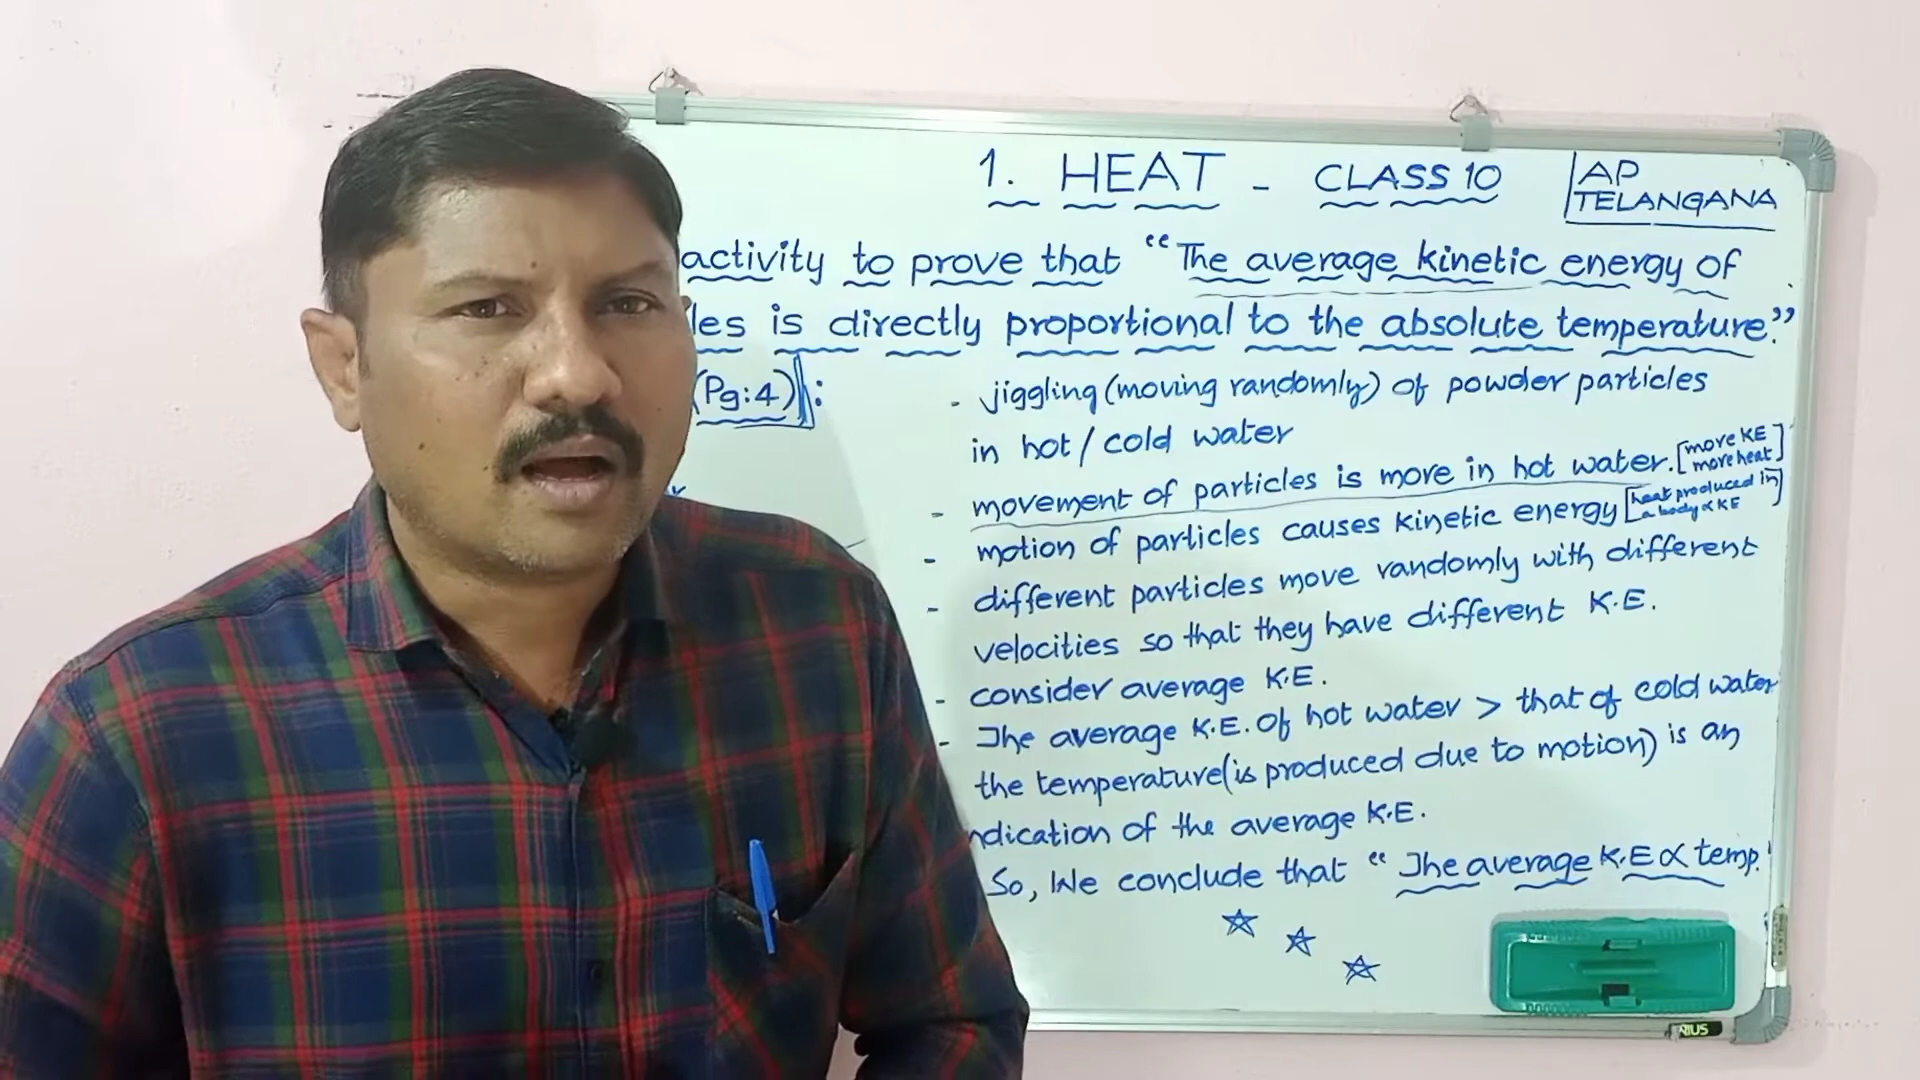 1. HEAT - CLASS 10
AP
TELANGANA
activity to prove that “The average kinetic energy of
les is directly proportional to the absolute temperature.”
(Pg:4) :
- jiggling (moving randomly) of powder particles
in hot / cold water
- movement of particles is more in hot water. [more KE
more heat]
- motion of particles causes kinetic energy [heat produced in
a body ∝ KE]
- different particles move randomly with different
velocities so that they have different K.E.
- consider average K.E.
- The average K.E. of hot water > that of cold water
the temperature (is produced due to motion) is an
ndication of the average K.E.
So, We conclude that “The average K.E ∝ temp.”